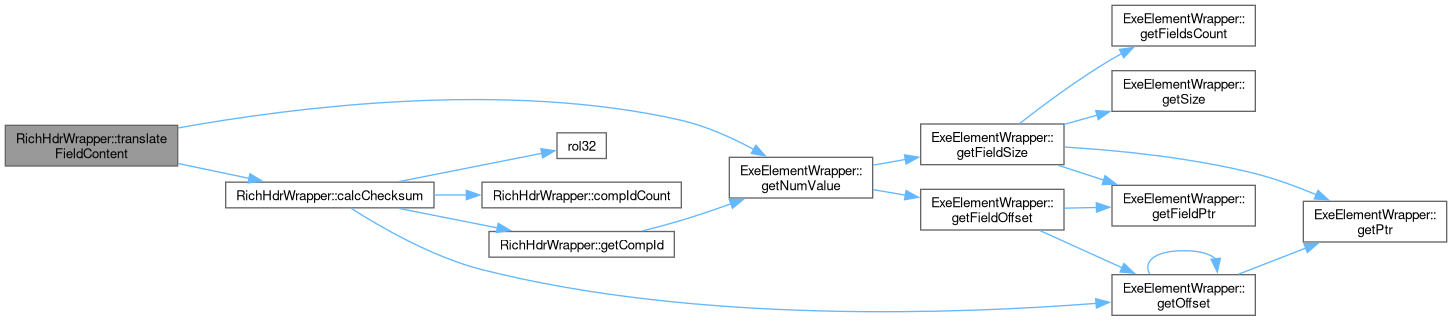 RichHdrWrapper::translate
FieldContent
RichHdrWrapper::calcChecksum
rol32
RichHdrWrapper::compIdCount
RichHdrWrapper::getCompId
ExeElementWrapper::
getNumValue
ExeElementWrapper::
getFieldSize
ExeElementWrapper::
getFieldOffset
ExeElementWrapper::
getFieldsCount
ExeElementWrapper::
getSize
ExeElementWrapper::
getFieldPtr
ExeElementWrapper::
getOffset
ExeElementWrapper::
getPtr